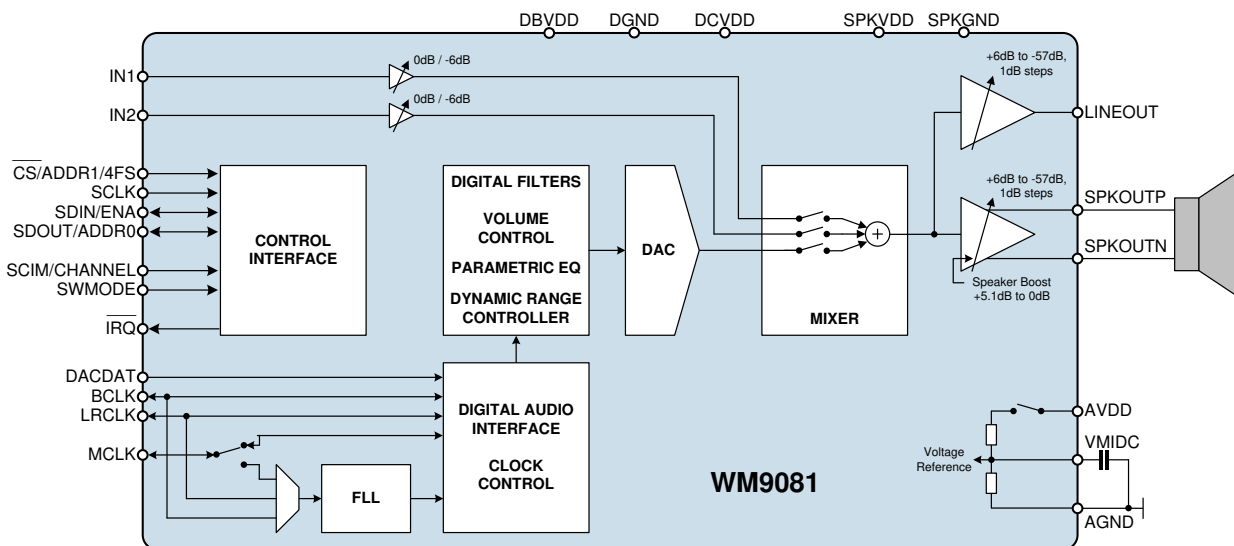 DBVDD
DGND
DCVDD
SPKVDD
SPKGND
IN1
0dB / -6dB
IN2
0dB / -6dB
+6dB to -57dB,
1dB steps
LINEOUT
CS/ADDR1/4FS
SCLK
SDIN/ENA
SDOUT/ADDR0
SCIM/CHANNEL
SWMODE
IRQ
CONTROL
INTERFACE
DIGITAL FILTERS
VOLUME
CONTROL
PARAMETRIC EQ
DYNAMIC RANGE
CONTROLLER
DAC
MIXER
+6dB to -57dB,
1dB steps
SPKOUTP
SPKOUTN
Speaker Boost
+5.1dB to 0dB
DACDAT
BCLK
LRCLK
MCLK
FLL
DIGITAL AUDIO
INTERFACE
CLOCK
CONTROL
WM9081
Voltage
Reference
AVDD
VMIDC
AGND